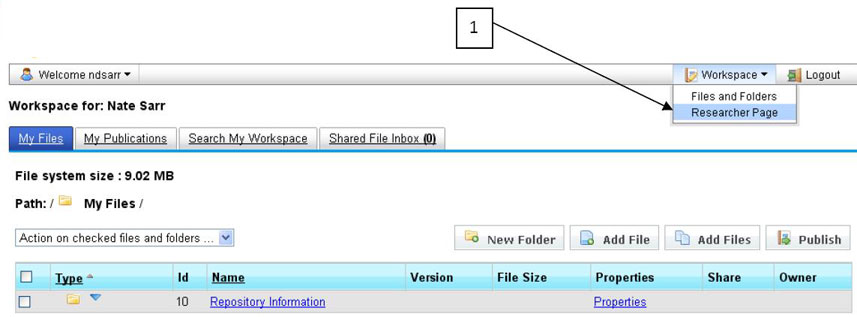 1
Welcome ndsarr
Workspace
Logout
Files and Folders
Researcher Page
Workspace for: Nate Sarr
My Files
My Publications
Search My Workspace
Shared File Inbox (0)
File system size : 9.02 MB
Path: / My Files /
Action on checked files and folders ...
New Folder
Add File
Add Files
Publish
Type Id Name Version File Size Properties Share Owner
10 Repository Information Properties